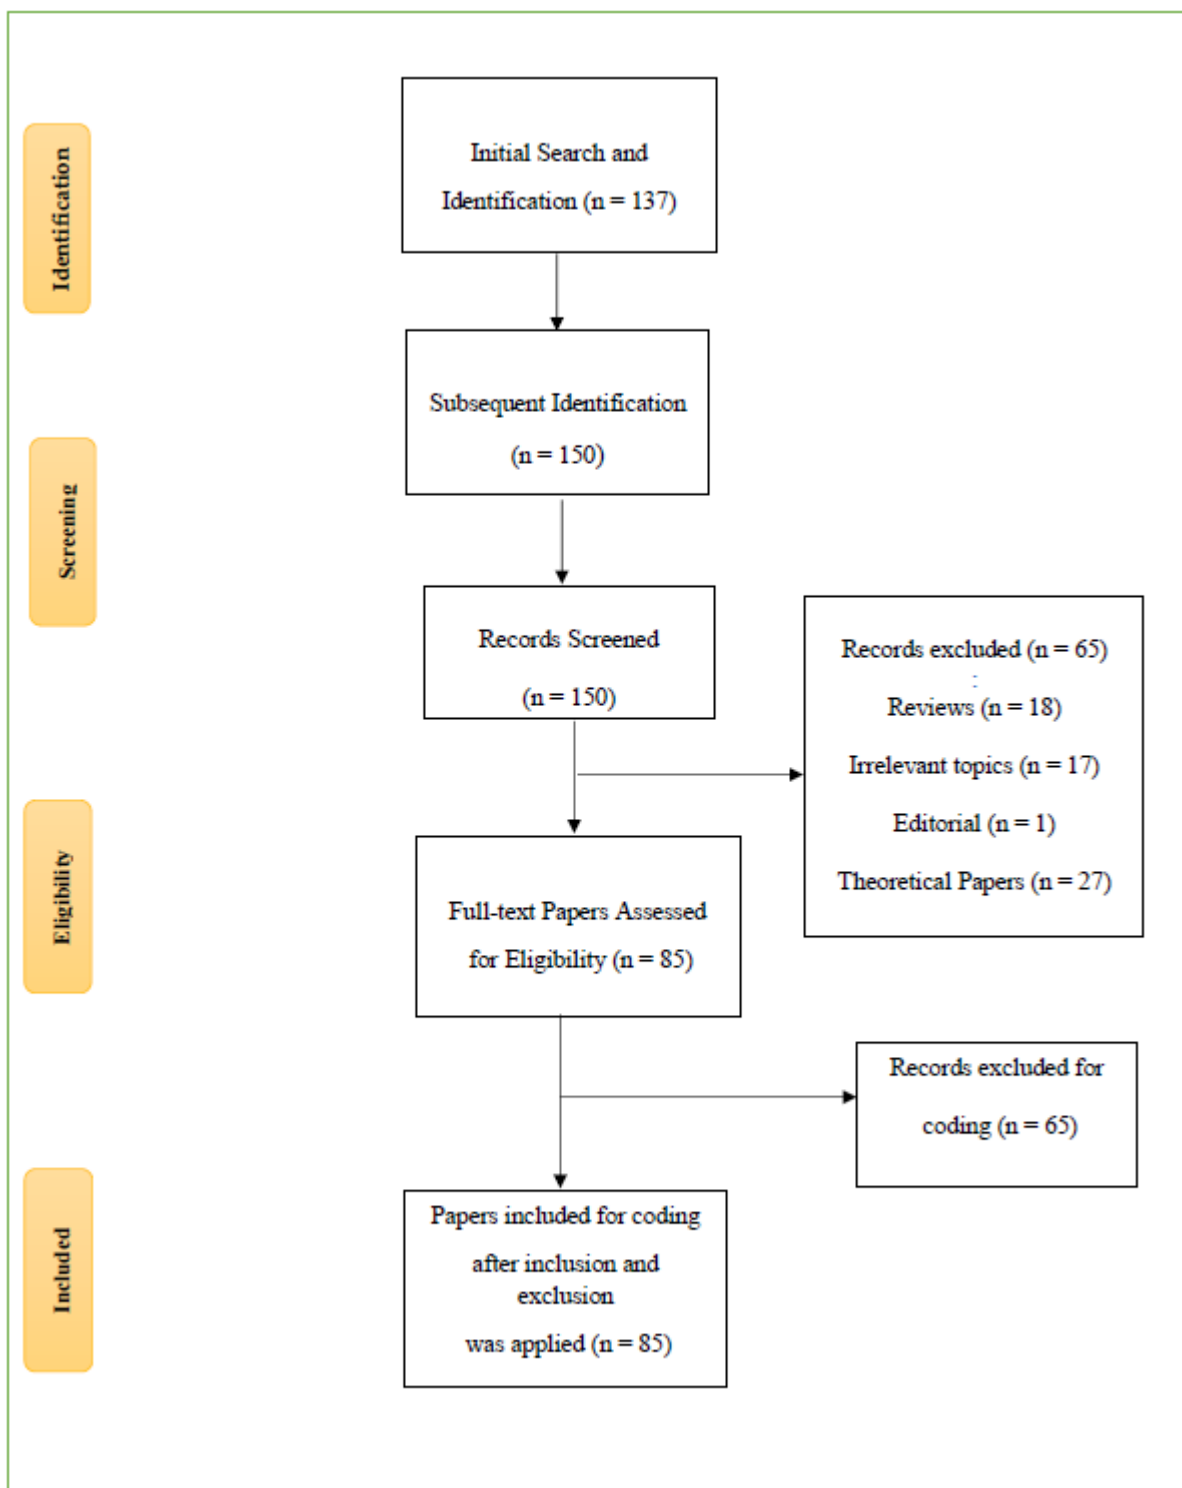 Identification
Initial Search and
Identification (n = 137)
Subsequent Identification
(n = 150)
Screening
Records Screened
(n = 150)
Records excluded (n = 65)
:
Reviews (n = 18)
Irrelevant topics (n = 17)
Editorial (n = 1)
Theoretical Papers (n = 27)
Eligibility
Full-text Papers Assessed
for Eligibility (n = 85)
Records excluded for
coding (n = 65)
Included
Papers included for coding
after inclusion and
exclusion
was applied (n = 85)